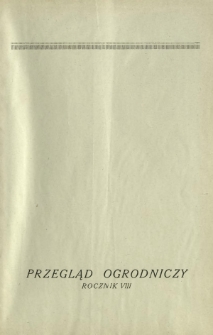 PRZEGLĄD OGRODNICZY
ROCZNIK VIII